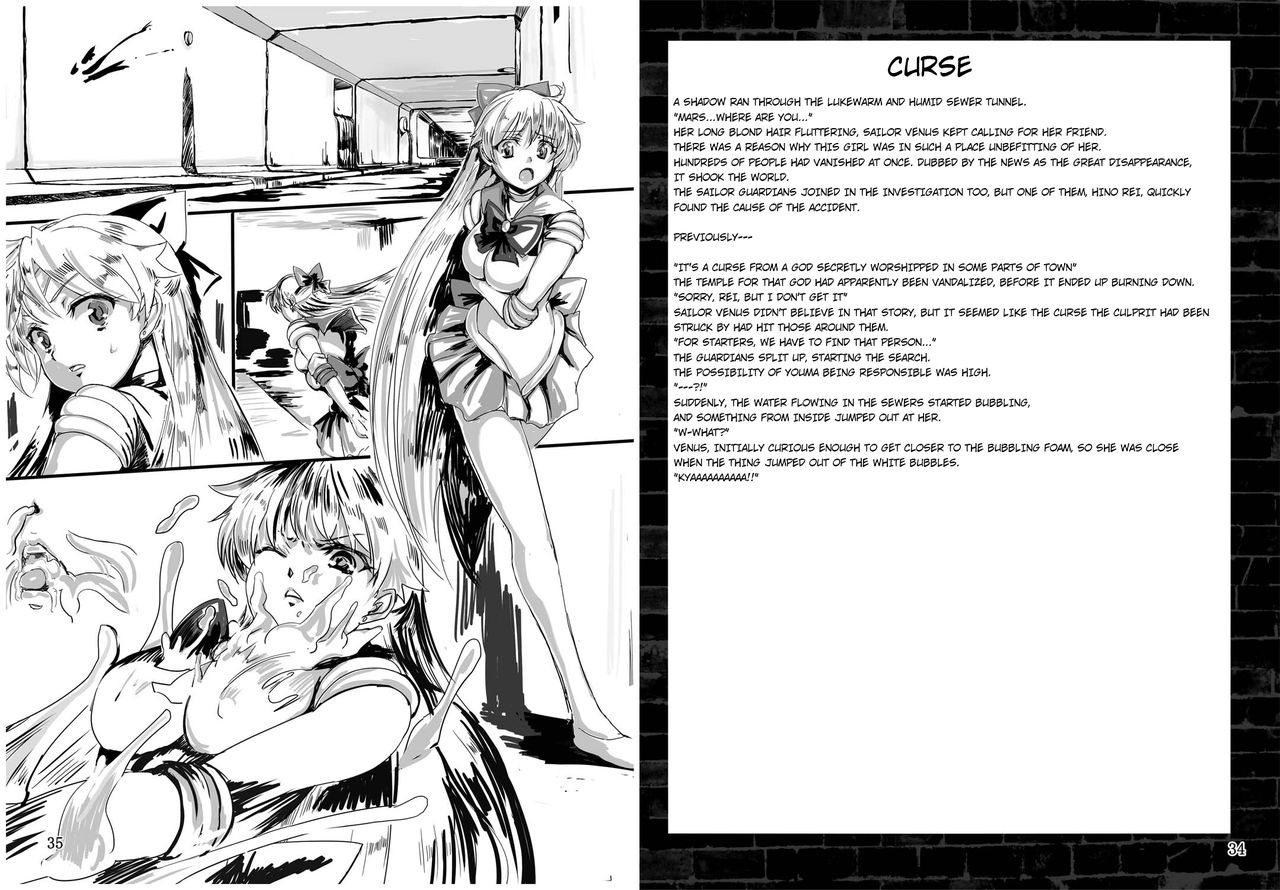 CURSE
A SHADOW RAN THROUGH THE LUKEWARM AND HUMID SEWER TUNNEL.
"MARS...WHERE ARE YOU..."
HER LONG BLOND HAIR FLUTTERING, SAILOR VENUS KEPT CALLING FOR HER FRIEND.
THERE WAS A REASON WHY THIS GIRL WAS IN SUCH A PLACE UNBEFITTING OF HER.
HUNDREDS OF PEOPLE HAD VANISHED AT ONCE. DUBBED BY THE NEWS AS THE GREAT DISAPPEARANCE,
IT SHOOK THE WORLD.
THE SAILOR GUARDIANS JOINED IN THE INVESTIGATION TOO, BUT ONE OF THEM, HINO REI, QUICKLY
FOUND THE CAUSE OF THE ACCIDENT.
PREVIOUSLY---
"IT'S A CURSE FROM A GOD SECRETLY WORSHIPPED IN SOME PARTS OF TOWN"
THE TEMPLE FOR THAT GOD HAD APPARENTLY BEEN VANDALIZED, BEFORE IT ENDED UP BURNING DOWN.
"SORRY, REI, BUT I DON'T GET IT"
SAILOR VENUS DIDN'T BELIEVE IN THAT STORY, BUT IT SEEMED LIKE THE CURSE THE CULPRIT HAD BEEN
STRUCK BY HAD HIT THOSE AROUND THEM.
"FOR STARTERS, WE HAVE TO FIND THAT PERSON..."
THE GUARDIANS SPLIT UP, STARTING THE SEARCH.
THE POSSIBILITY OF YOUMA BEING RESPONSIBLE WAS HIGH.
"---?!"
SUDDENLY, THE WATER FLOWING IN THE SEWERS STARTED BUBBLING,
AND SOMETHING FROM INSIDE JUMPED OUT AT HER.
"W-WHAT?"
VENUS, INITIALLY CURIOUS ENOUGH TO GET CLOSER TO THE BUBBLING FOAM, SO SHE WAS CLOSE
WHEN THE THING JUMPED OUT OF THE WHITE BUBBLES.
"KYAAAAAAAAAA!!"
34
35